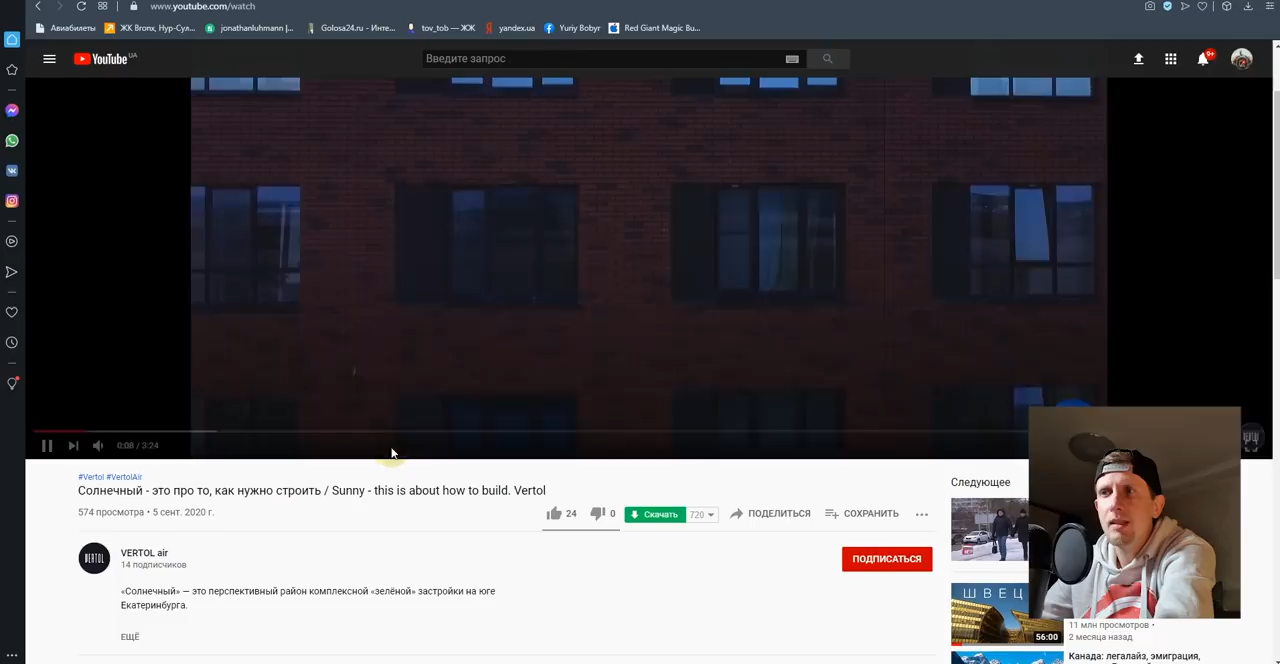 www.youtube.com/watch
Авиабилеты
ЖК Bronx, Нур-Сул...
jonathanluhmann |...
Golosa24.ru - Инте...
tov_tob — ЖЖ
yandex.ua
Yuriy Bobyr
Red Giant Magic Bu...
YouTube UA
Введите запрос
9+
0:08 / 3:24
#Vertol #VertolAir
Солнечный - это про то, как нужно строить / Sunny - this is about how to build. Vertol
574 просмотра • 5 сент. 2020 г.
24
0
Скачать 720
ПОДЕЛИТЬСЯ
СОХРАНИТЬ
VERTOL
VERTOL air
14 подписчиков
ПОДПИСАТЬСЯ
«Солнечный» — это перспективный район комплексной «зелёной» застройки на юге
Екатеринбурга.
ЕЩЁ
Следующее
ШВЕЦ
56:00
11 млн просмотров •
2 месяца назад
Канада: легалайз, эмиграция,